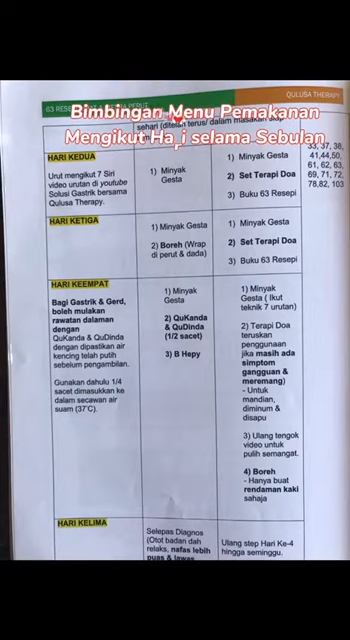 63 RESE
QULUSA THERAPY
Bimbingan Menu Pemakanan
Mengikut Hari selama Sebulan
sehari (ditelan terus/ dalam masakan
HARI KEDUA
Urut mengikut 7 Siri
video urutan di youtube
Solusi Gastrik bersama
Qulusa Therapy.
1) Minyak
Gesta
1) Minyak Gesta
2) Set Terapi Doa
3) Buku 63 Resepi
33, 37, 38,
41,44,50,
61, 62, 63,
69, 71, 72,
78,82, 103
HARI KETIGA
1) Minyak Gesta
2) Boreh (Wrap
di perut & dada)
1) Minyak Gesta
2) Set Terapi Doa
3) Buku 63 Resepi
HARI KEEMPAT
Bagi Gastrik & Gerd,
boleh mulakan
rawatan dalaman
dengan
QuKanda & QuDinda
dengan dipastikan air
kencing telah putih
sebelum pengambilan.
Gunakan dahulu 1/4
sacet dimasukkan ke
dalam secawan air
suam (37'C).
1) Minyak
Gesta
2) QuKanda
& QuDinda
(1/2 sacet)
3) B Hepy
1) Minyak
Gesta ( Ikut
teknik 7 urutan)
2) Terapi Doa
teruskan
penggunaan
jika masih ada
simptom
gangguan &
meremang)
- Untuk
mandian,
diminum &
disapu
3) Ulang tengok
video untuk
pulih semangat.
4) Boreh
- Hanya buat
rendaman kaki
sahaja
HARI KELIMA
Selepas Diagnos
(Otot badan dah
relaks, nafas lebih
puas & lawas
Ulang step Hari Ke-4
hingga seminggu.